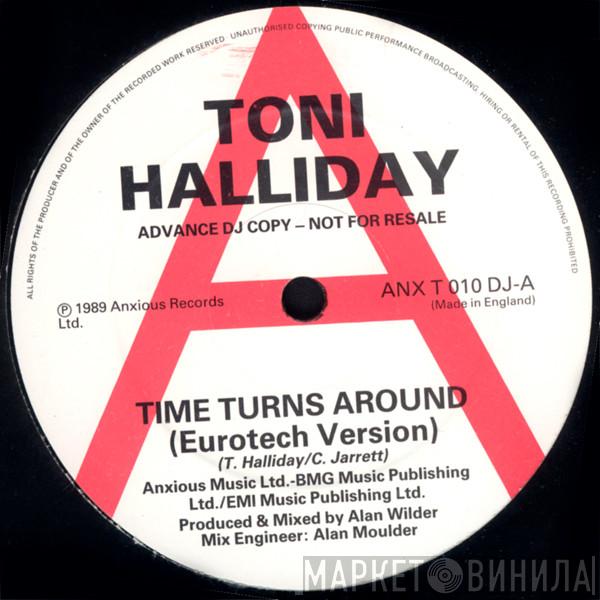 ALL RIGHTS OF THE PRODUCER AND OF THE OWNER OF THE RECORDED WORK RESERVED UNAUTHORISED COPYING PUBLIC PERFORMANCE BROADCASTING HIRING OR RENTAL OF THIS RECORDING PROHIBITED
TONI
HALLIDAY
ADVANCE DJ COPY – NOT FOR RESALE
℗ 1989 Anxious Records
Ltd.
ANX T 010 DJ-A
(Made in England)
TIME TURNS AROUND
(Eurotech Version)
(T. Halliday/C. Jarrett)
Anxious Music Ltd.-BMG Music Publishing
Ltd./EMI Music Publishing Ltd.
Produced & Mixed by Alan Wilder
Mix Engineer: Alan Moulder
МАРКЕТ ВИНИЛА